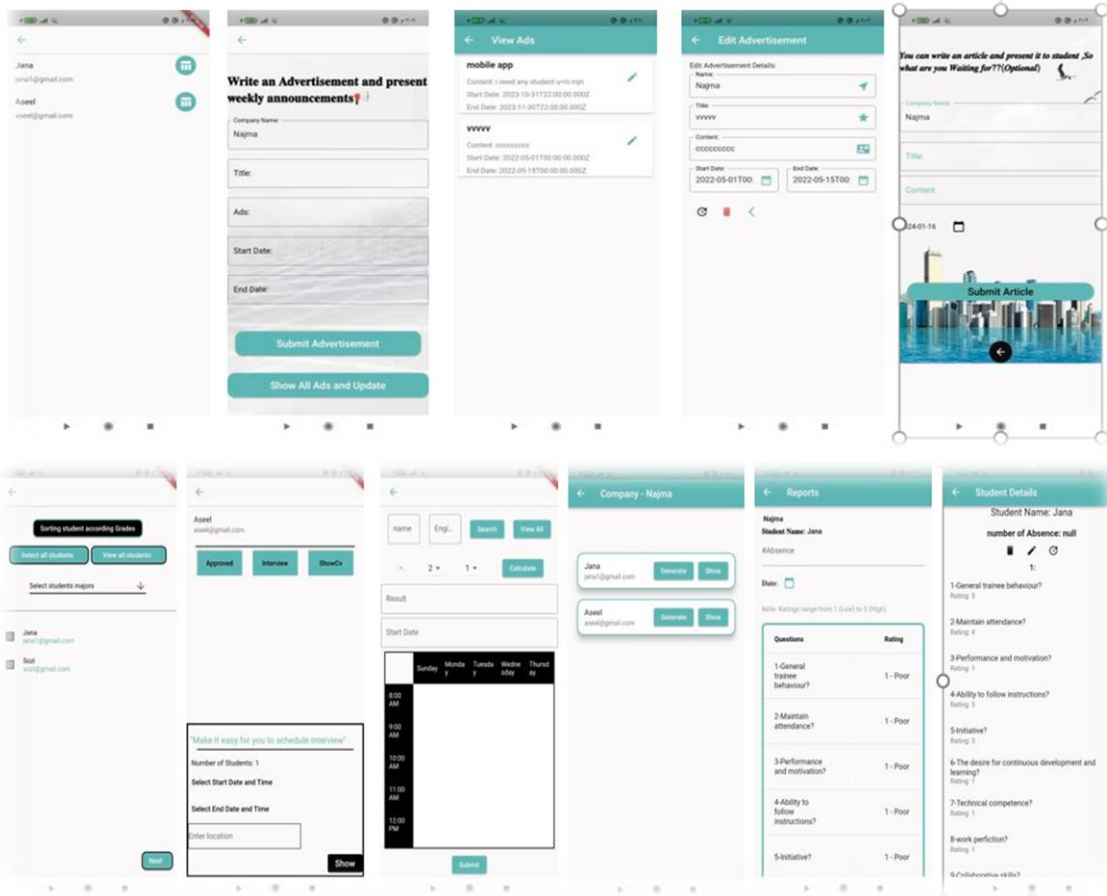 Jana
jana1@gmail.com
Aseel
aseel@gmail.com
Write an Advertisement and present
weekly announcements
Company Name:
Najma
Title:
Ads:
Start Date:
End Date:
Submit Advertisement
Show All Ads and Update
View Ads
mobile app
Content: i need any student u=in mjn
Start Date: 2023-10-31T22:00:00.000Z
End Date: 2023-11-30T22:00:00.000Z
vvvvv
Content: ccccccccc
Start Date: 2022-05-01T00:00:00.000Z
End Date: 2022-05-15T00:00:00.000Z
Edit Advertisement
Edit Advertisement Details:
Name:
Najma
Title:
vvvvv
Content:
ccccccccc
Start Date:
2022-05-01T00:
End Date:
2022-05-15T00:
You can write an article and present it to student ,So
what are you Waiting for??(Optional)
Company Name
Najma
Title:
Content:
24-01-16
Submit Article
Sorting student according Grades
Select all students
View all students
Select students majors
Jana
jana1@gmail.com
Sozi
sozi@gmail.com
Next
Aseel
aseel@gmail.com
Approved
Interview
ShowCv
"Make it easy for you to schedule interview"
Number of Students: 1
Select Start Date and Time
Select End Date and Time
Enter location
Show
name
Engi...
Search
View All
2
1
Calculate
Result
Start Date
Sunday
Monda
y
Tuesda
y
Wedne
sday
Thursd
ay
8:00
AM
9:00
AM
10:00
AM
11:00
AM
12:00
PM
Submit
Company - Najma
Jana
jana1@gmail.com
Generate
Show
Aseel
aseel@gmail.com
Generate
Show
Reports
Najma
Student Name: Jana
#Absence
Date:
Note: Ratings range from 1 (Low) to 5 (High)
Questions
Rating
1-General
trainee
behaviour?
1 - Poor
2-Maintain
attendance?
1 - Poor
3-Performance
and motivation?
1 - Poor
4-Ability to
follow
instructions?
1 - Poor
5-Initiative?
1 - Poor
Student Details
Student Name: Jana
number of Absence: null
1:
1-General trainee behaviour?
Rating: 5
2-Maintain attendance?
Rating: 4
3-Performance and motivation?
Rating: 1
4-Ability to follow instructions?
Rating: 5
5-Initiative?
Rating: 3
6-The desire for continuous development and
learning?
Rating: 1
7-Technical competence?
Rating: 1
8-work perfiction?
Rating: 1
9-Collaborative skills?